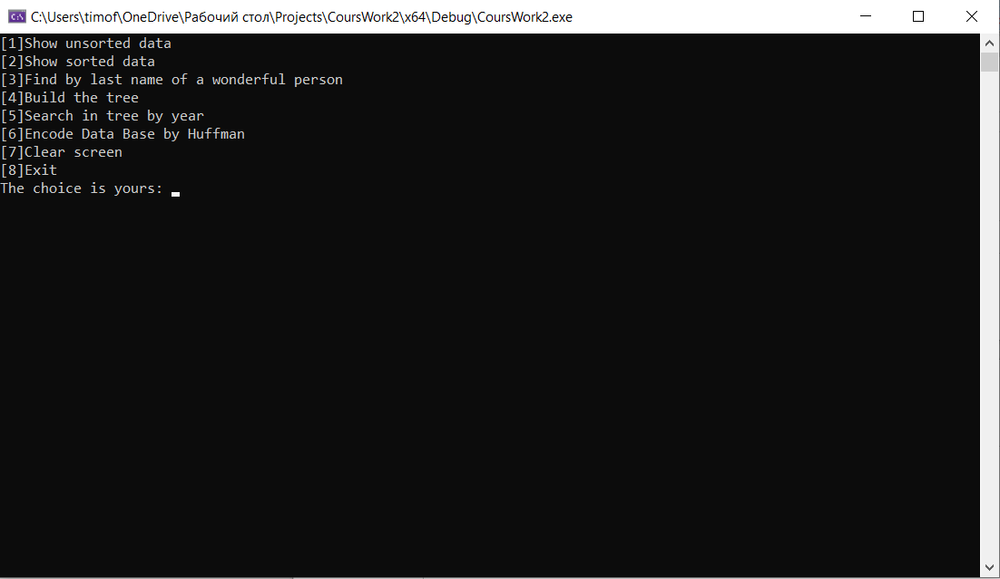 C:\Users\timof\OneDrive\Рабочий стол\Projects\CoursWork2\x64\Debug\CoursWork2.exe
[1]Show unsorted data
[2]Show sorted data
[3]Find by last name of a wonderful person
[4]Build the tree
[5]Search in tree by year
[6]Encode Data Base by Huffman
[7]Clear screen
[8]Exit
The choice is yours: